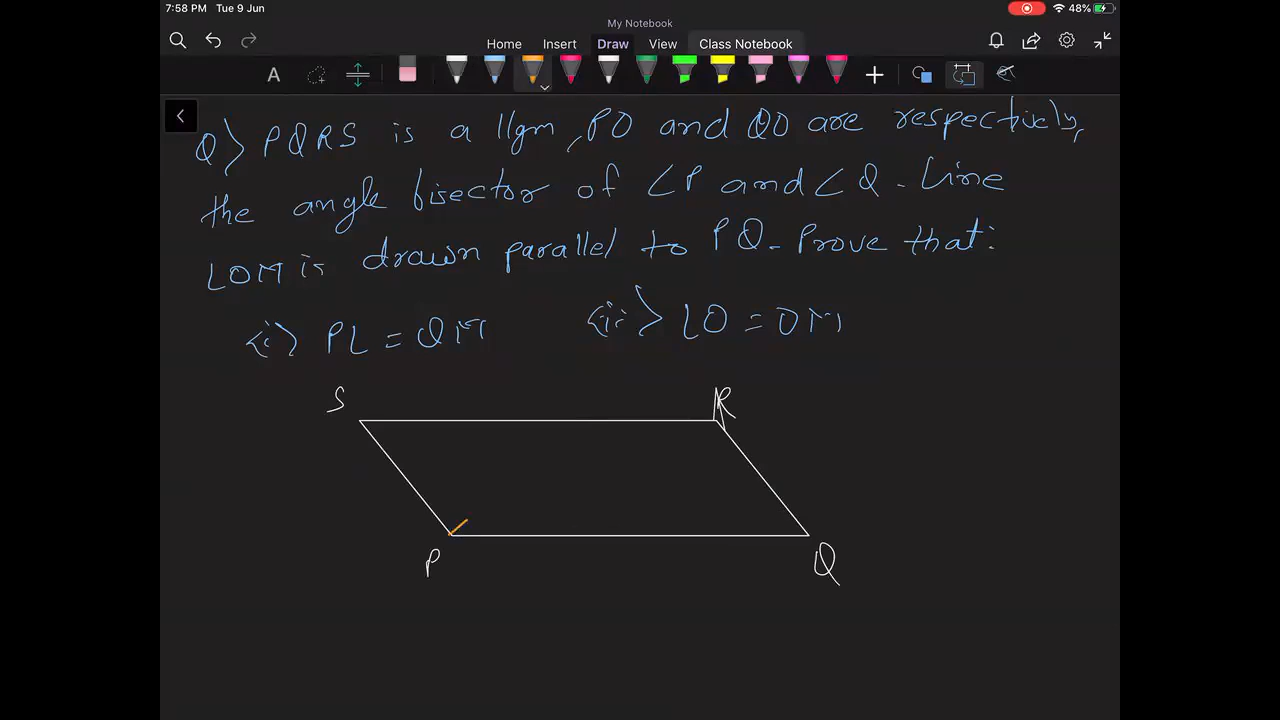 7:58 PM Tue 9 Jun
48%
My Notebook
Home Insert Draw View Class Notebook
A
Q> PQRS is a ||gm, PO and QO are respectively,
the angle bisector of ∠P and ∠Q. Line
LOM is drawn parallel to PQ. Prove that:
<i> PL = QM <ii> LO = OM
S R
P Q